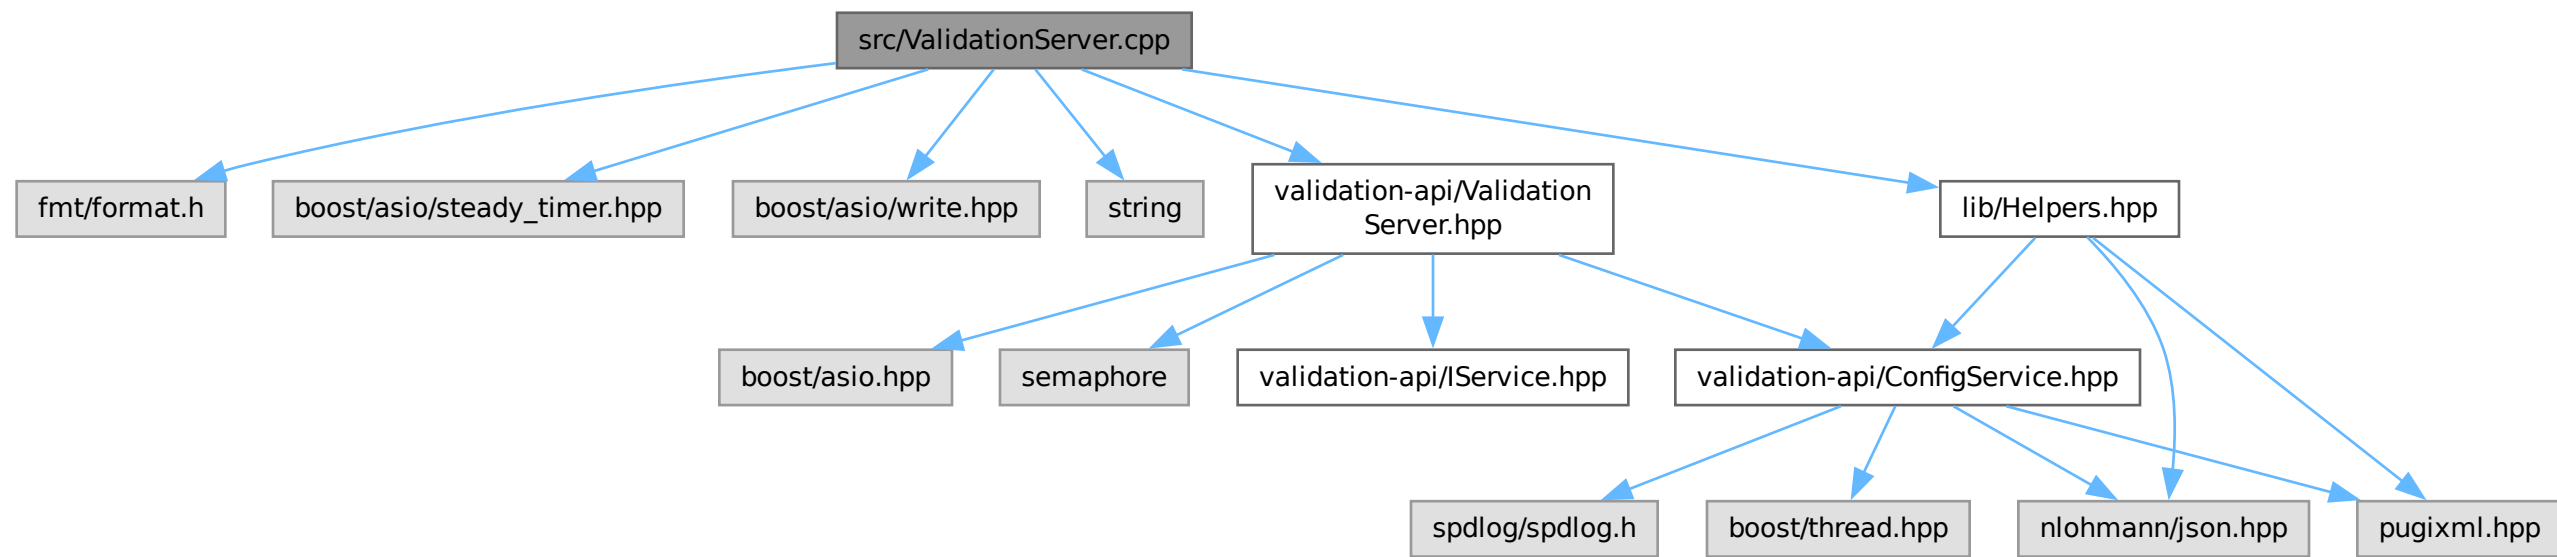 src/ValidationServer.cpp
fmt/format.h
boost/asio/steady_timer.hpp
boost/asio/write.hpp
string
validation-api/Validation
Server.hpp
lib/Helpers.hpp
boost/asio.hpp
semaphore
validation-api/IService.hpp
validation-api/ConfigService.hpp
spdlog/spdlog.h
boost/thread.hpp
nlohmann/json.hpp
pugixml.hpp